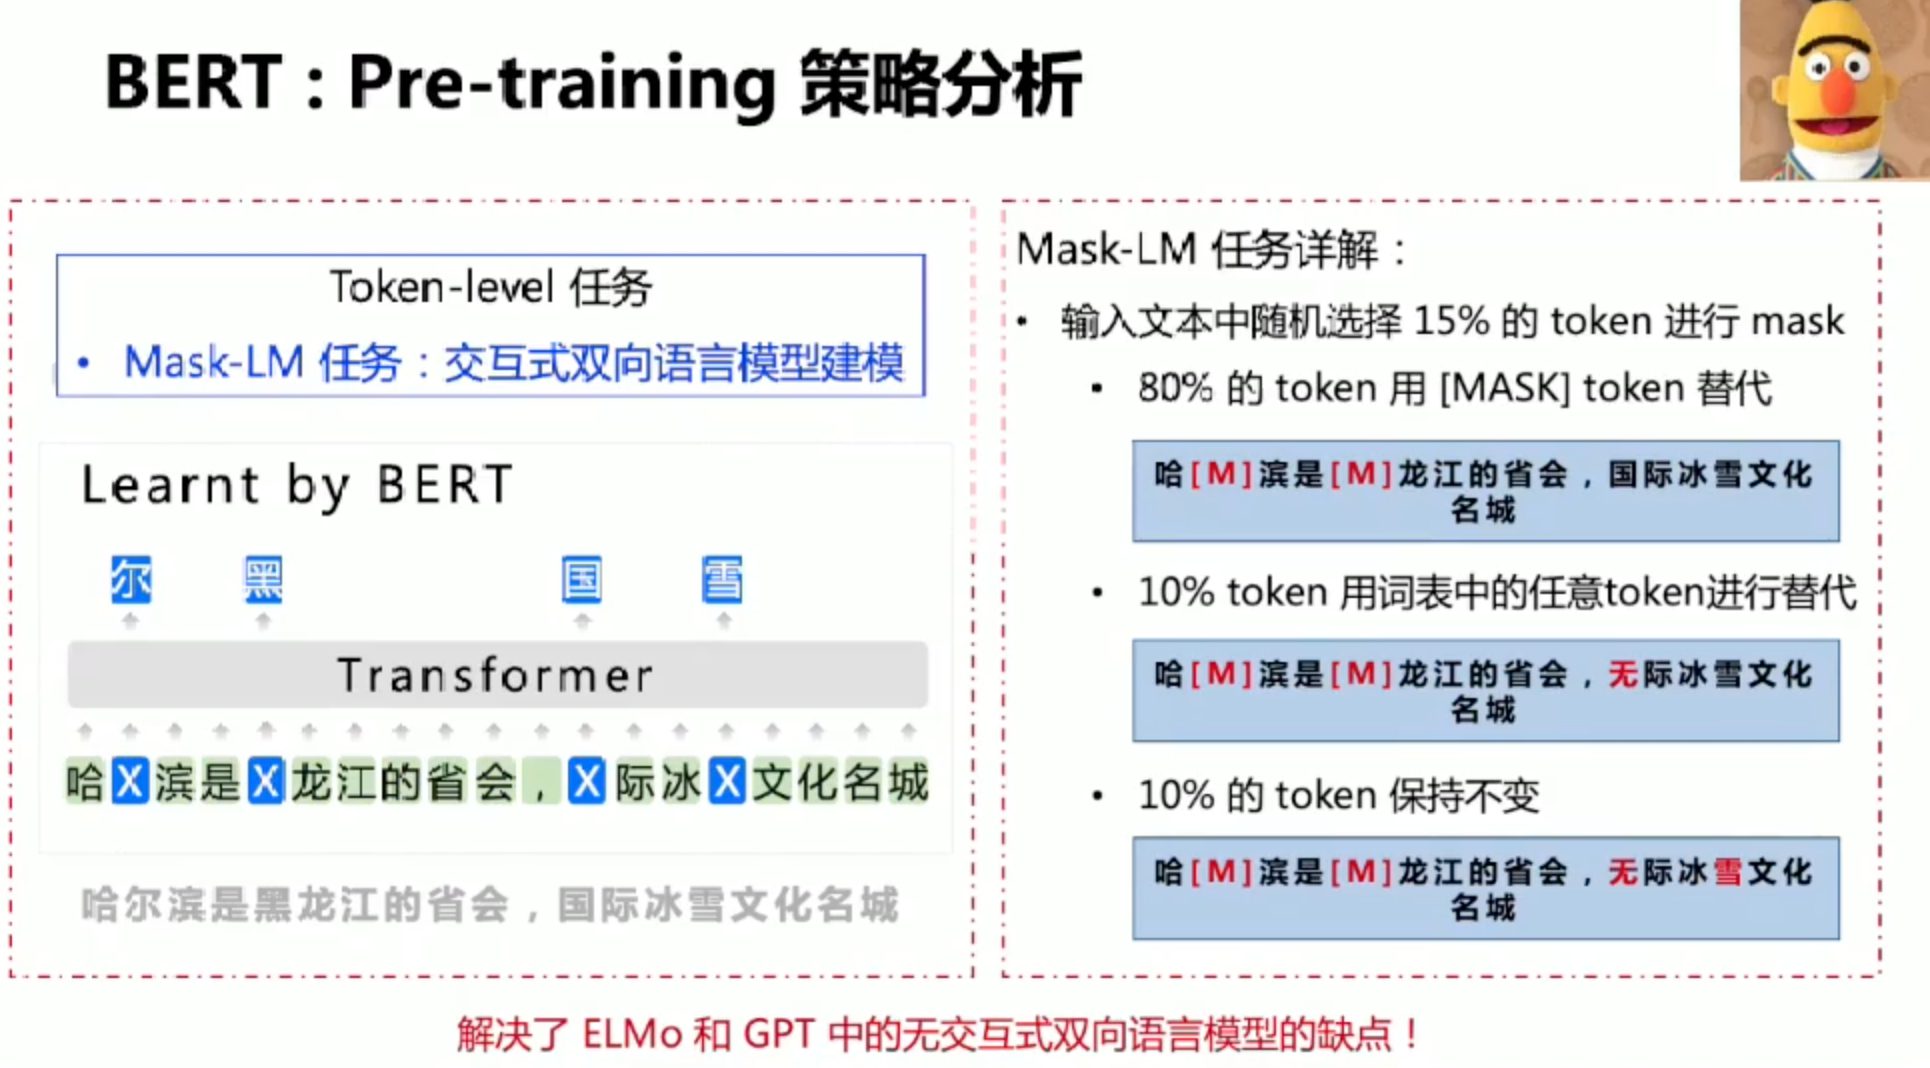 BERT：Pre-training 策略分析
Token-level 任务
• Mask-LM 任务：交互式双向语言模型建模
Learnt by BERT
尔 黑 国 雪
Transformer
哈X滨是X龙江的省会，X际冰X文化名城
哈尔滨是黑龙江的省会，国际冰雪文化名城
Mask-LM 任务详解：
• 输入文本中随机选择 15% 的 token 进行 mask
• 80% 的 token 用 [MASK] token 替代
哈[M]滨是[M]龙江的省会，国际冰雪文化
名城
• 10% token 用词表中的任意token进行替代
哈[M]滨是[M]龙江的省会，无际冰雪文化
名城
• 10% 的 token 保持不变
哈[M]滨是[M]龙江的省会，无际冰雪文化
名城
解决了 ELMo 和 GPT 中的无交互式双向语言模型的缺点！